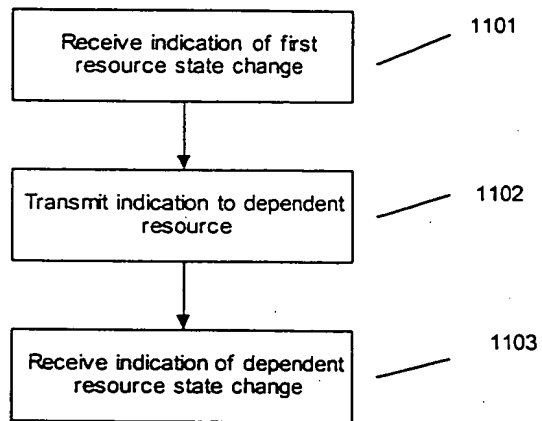 Receive indication of first
resource state change
1101
Transmit indication to dependent
resource
1102
Receive indication of dependent
resource state change
1103